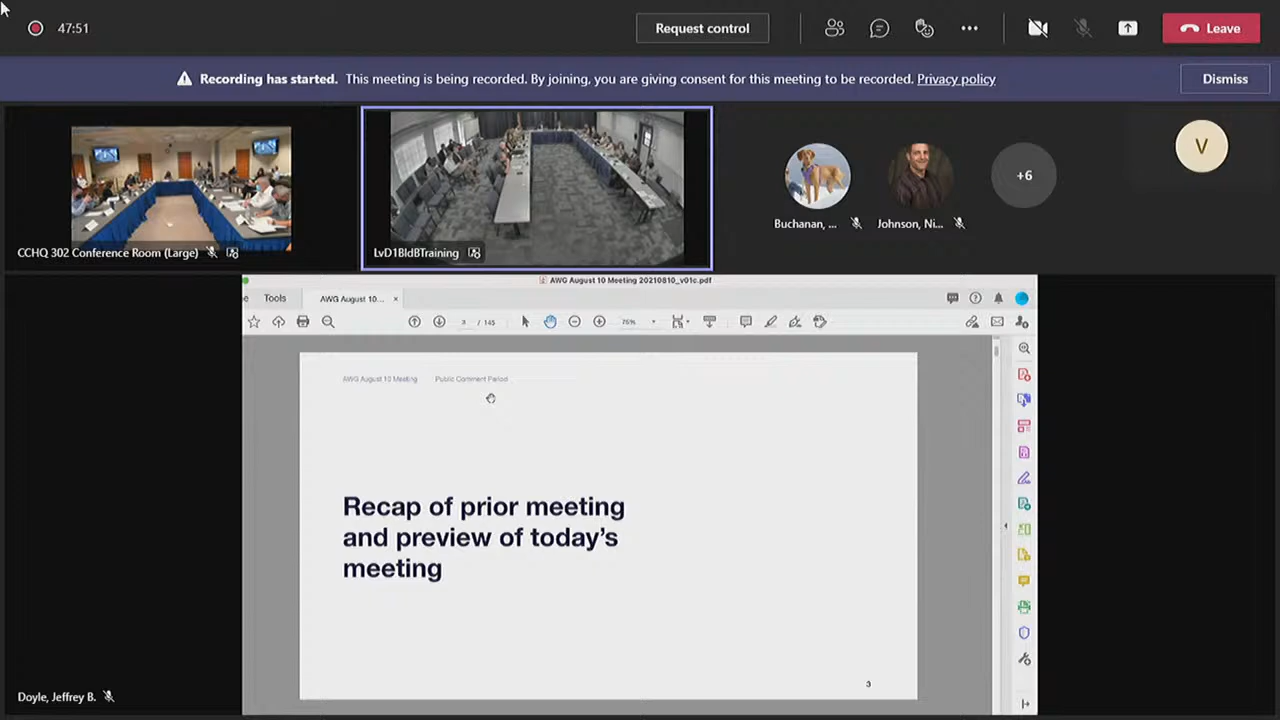 47:51
Request control
Leave
Recording has started. This meeting is being recorded. By joining, you are giving consent for this meeting to be recorded. Privacy policy
Dismiss
CCHQ 302 Conference Room (Large)
LvD1BldBTraining
Buchanan, ...
Johnson, Ni...
+6
V
AWG August 10 Meeting 20210810_v01c.pdf
e
Tools
AWG August 10...
3 / 145
75%
AWG August 10 Meeting
Public Comment Period
Recap of prior meeting
and preview of today's
meeting
3
Doyle, Jeffrey B.